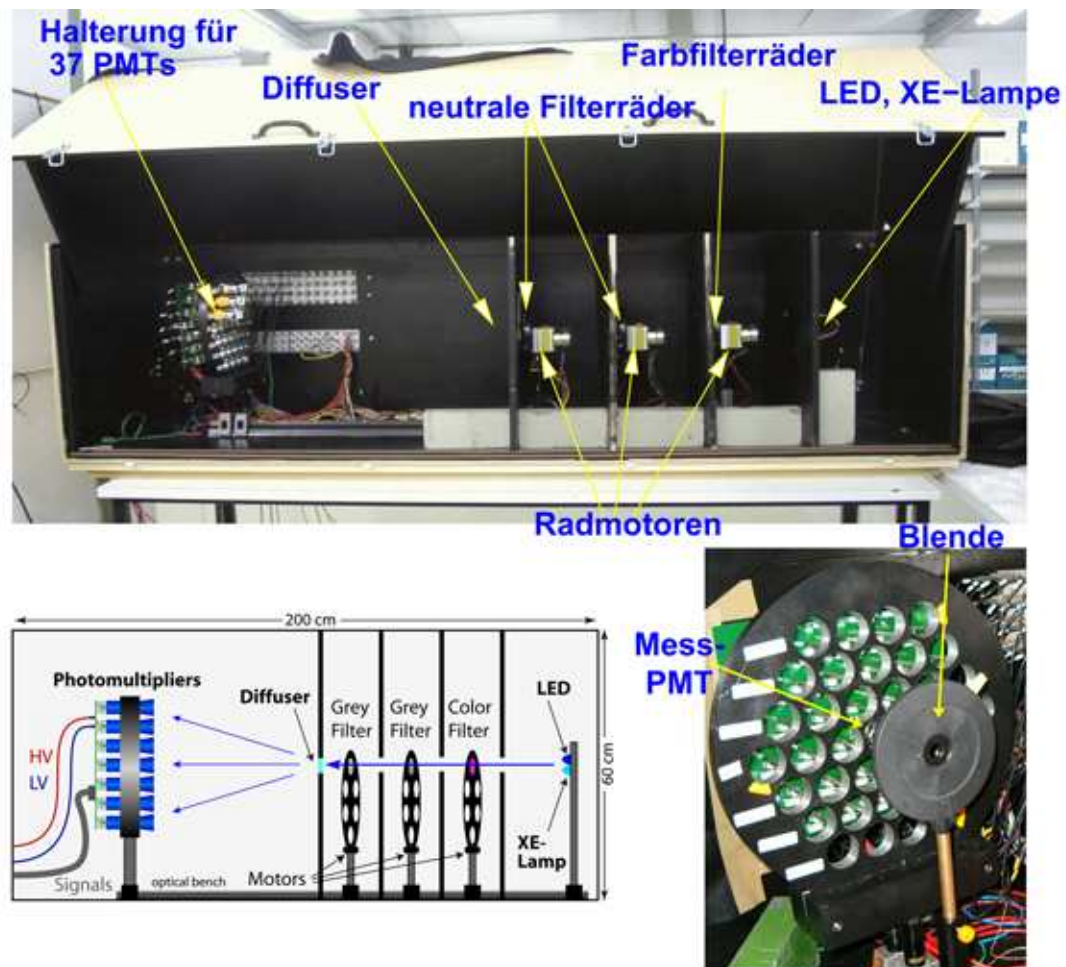 Halterung für
37 PMTs
Diffuser
neutrale Filterräder
Farbfilterräder
LED, XE-Lampe
Radmotoren
Blende
Mess-
PMT
200 cm
60 cm
Photomultipliers
Diffuser
Grey
Filter
Grey
Filter
Color
Filter
LED
HV
LV
XE-
Lamp
Signals
optical bench
Motors